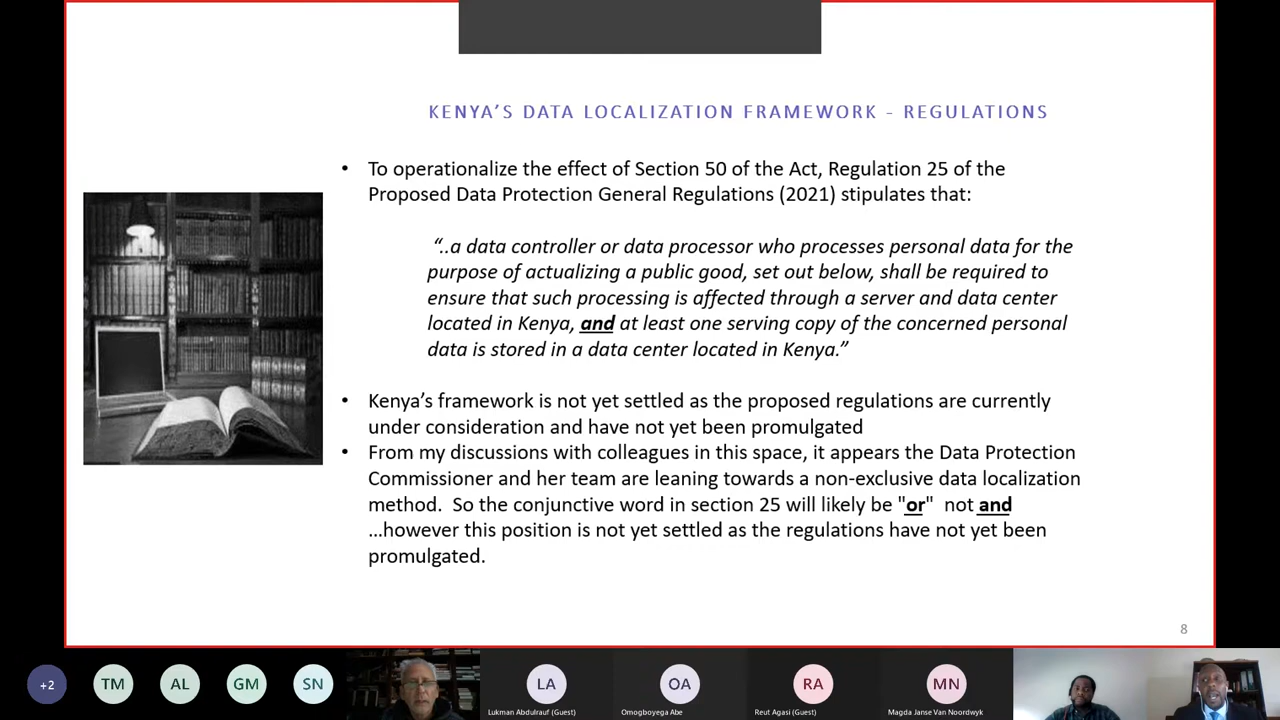 KENYA’S DATA LOCALIZATION FRAMEWORK - REGULATIONS
• To operationalize the effect of Section 50 of the Act, Regulation 25 of the
Proposed Data Protection General Regulations (2021) stipulates that:
“..a data controller or data processor who processes personal data for the
purpose of actualizing a public good, set out below, shall be required to
ensure that such processing is affected through a server and data center
located in Kenya, and at least one serving copy of the concerned personal
data is stored in a data center located in Kenya.”
• Kenya’s framework is not yet settled as the proposed regulations are currently
under consideration and have not yet been promulgated
• From my discussions with colleagues in this space, it appears the Data Protection
Commissioner and her team are leaning towards a non-exclusive data localization
method.  So the conjunctive word in section 25 will likely be "or"  not and
…however this position is not yet settled as the regulations have not yet been
promulgated.
8
+2
TM
AL
GM
SN
LA
OA
RA
MN
Lukman Abdulrauf (Guest)
Omogboyega Abe
Reut Agasi (Guest)
Magda Janse Van Noordwyk